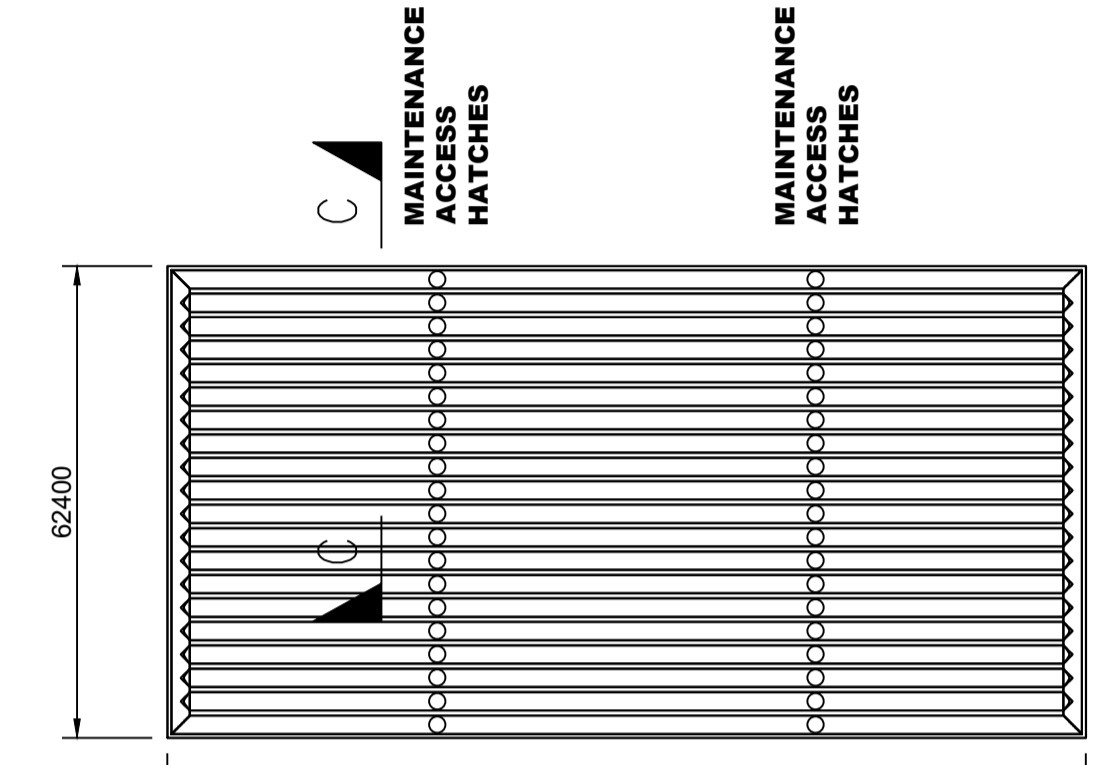 MAINTENANCE
ACCESS
HATCHES
MAINTENANCE
ACCESS
HATCHES
C
C
62400